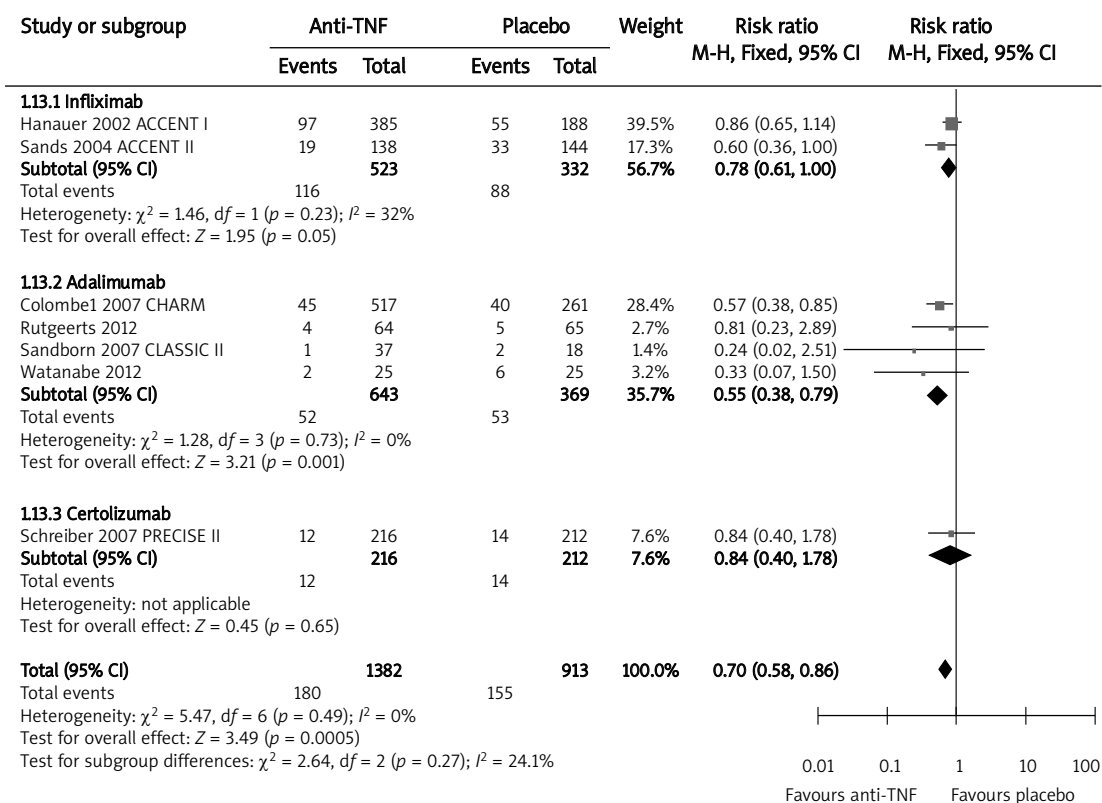 Study or subgroup Anti-TNF Placebo Weight Risk ratio Risk ratio
Events Total Events Total M-H, Fixed, 95% CI M-H, Fixed, 95% CI
1.13.1 Infliximab
Hanauer 2002 ACCENT I 97 385 55 188 39.5% 0.86 (0.65, 1.14)
Sands 2004 ACCENT II 19 138 33 144 17.3% 0.60 (0.36, 1.00)
Subtotal (95% CI) 523 332 56.7% 0.78 (0.61, 1.00)
Total events 116 88
Heterogenety: χ² = 1.46, df = 1 (p = 0.23); I² = 32%
Test for overall effect: Z = 1.95 (p = 0.05)
1.13.2 Adalimumab
Colombe1 2007 CHARM 45 517 40 261 28.4% 0.57 (0.38, 0.85)
Rutgeerts 2012 4 64 5 65 2.7% 0.81 (0.23, 2.89)
Sandborn 2007 CLASSIC II 1 37 2 18 1.4% 0.24 (0.02, 2.51)
Watanabe 2012 2 25 6 25 3.2% 0.33 (0.07, 1.50)
Subtotal (95% CI) 643 369 35.7% 0.55 (0.38, 0.79)
Total events 52 53
Heterogeneity: χ² = 1.28, df = 3 (p = 0.73); I² = 0%
Test for overall effect: Z = 3.21 (p = 0.001)
1.13.3 Certolizumab
Schreiber 2007 PRECISE II 12 216 14 212 7.6% 0.84 (0.40, 1.78)
Subtotal (95% CI) 216 212 7.6% 0.84 (0.40, 1.78)
Total events 12 14
Heterogeneity: not applicable
Test for overall effect: Z = 0.45 (p = 0.65)
Total (95% CI) 1382 913 100.0% 0.70 (0.58, 0.86)
Total events 180 155
Heterogeneity: χ² = 5.47, df = 6 (p = 0.49); I² = 0%
Test for overall effect: Z = 3.49 (p = 0.0005)
Test for subgroup differences: χ² = 2.64, df = 2 (p = 0.27); I² = 24.1%
0.01 0.1 1 10 100
Favours anti-TNF Favours placebo